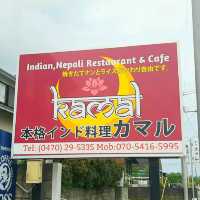 Indian,Nepali Restaurant & Cafe
焼きたてナンとライスおかわり自由です。
kamal
本格インド料理カマル
Tel: (0470) 29-5335 Mob:070-5416-5995